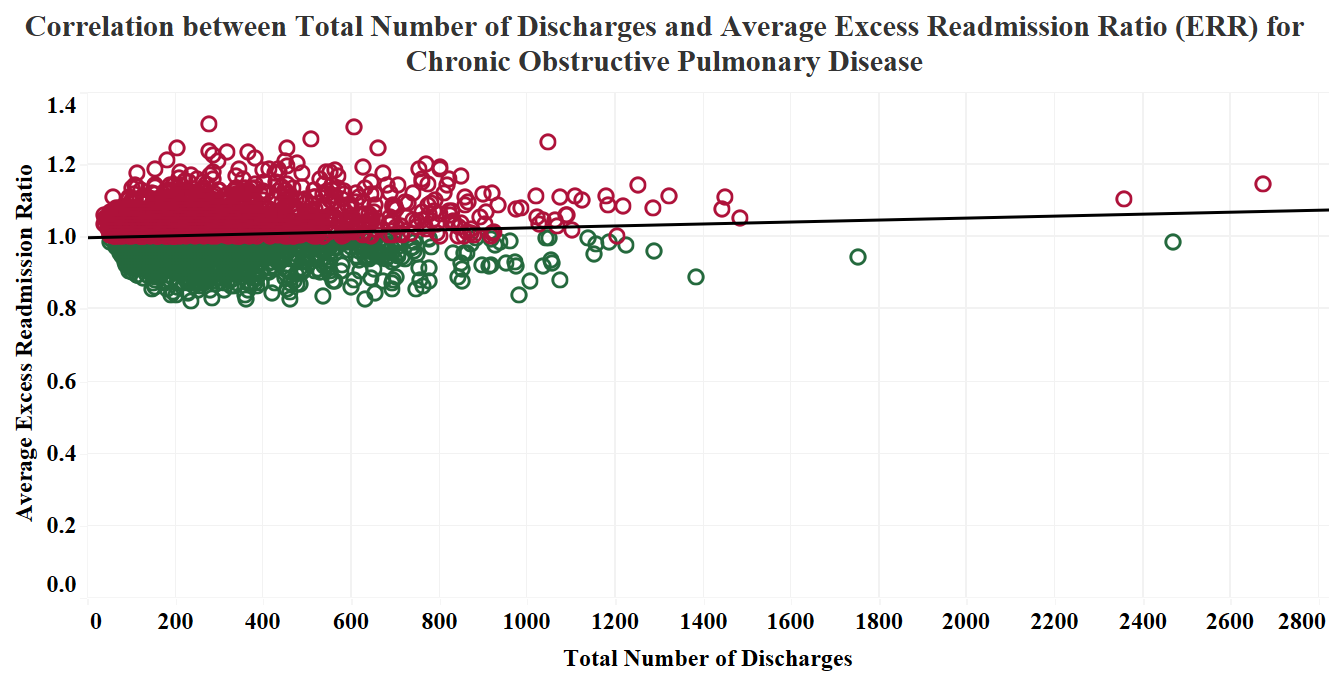 Correlation between Total Number of Discharges and Average Excess Readmission Ratio (ERR) for
Chronic Obstructive Pulmonary Disease
Average Excess Readmission Ratio
1.4
1.2
1.0
0.8
0.6
0.4
0.2
0.0
0 200 400 600 800 1000 1200 1400 1600 1800 2000 2200 2400 2600 2800
Total Number of Discharges